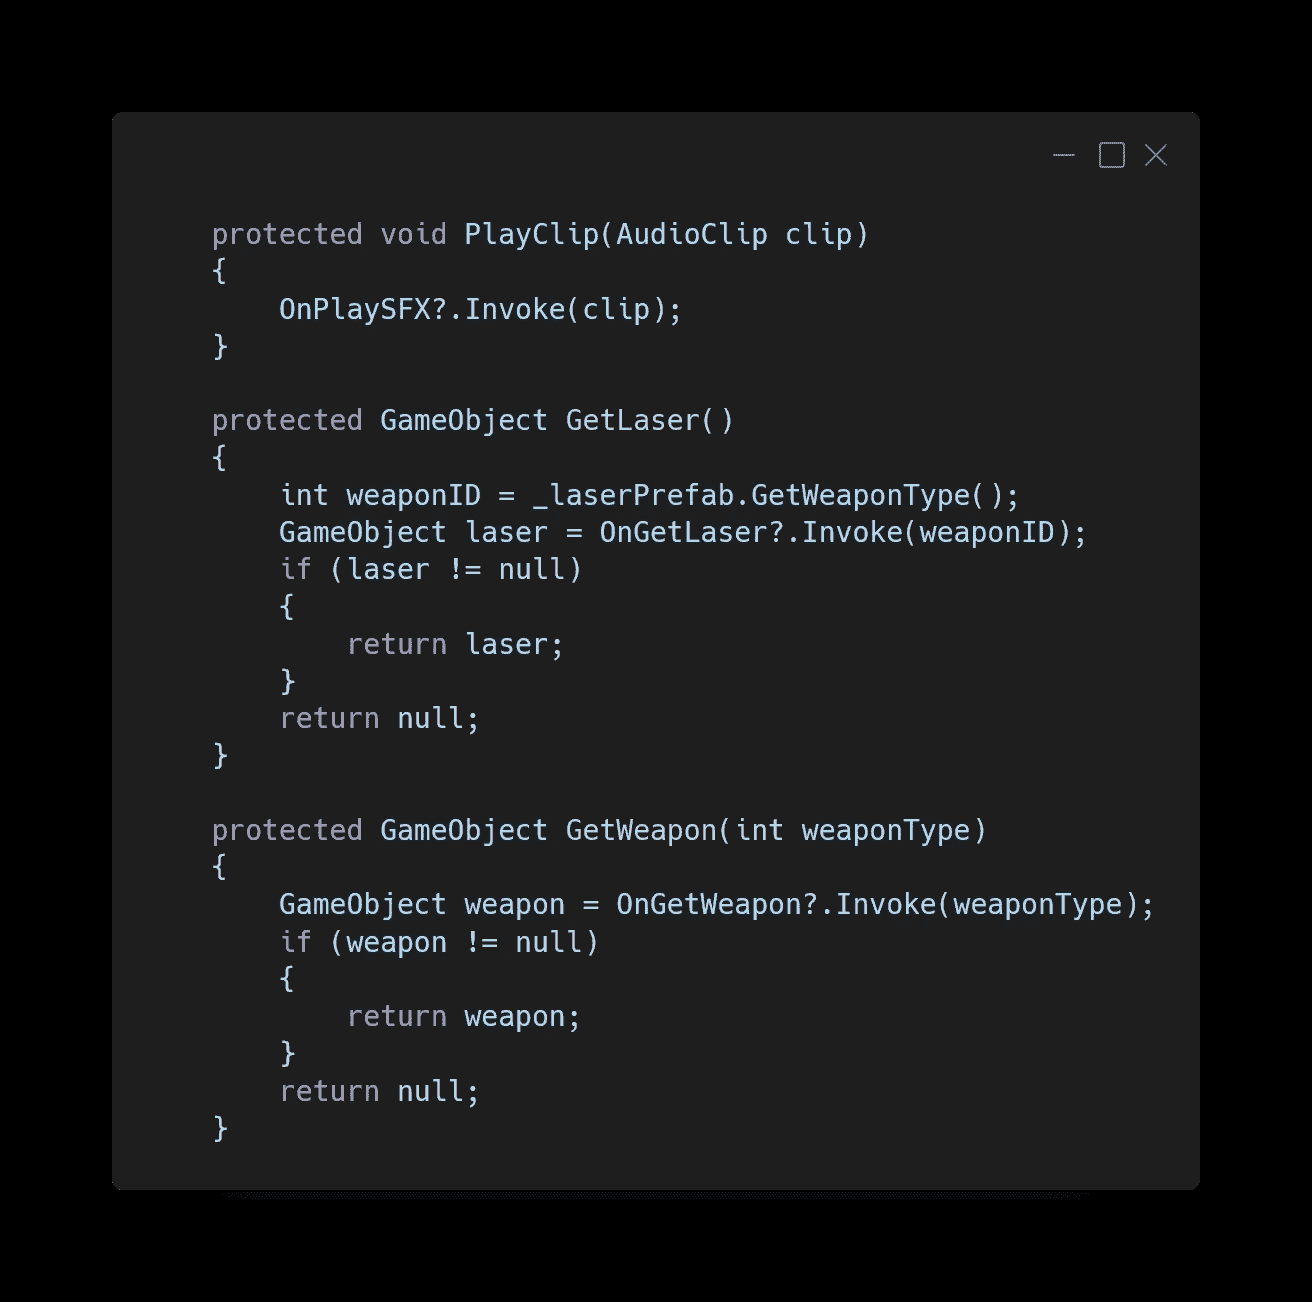 protected void PlayClip(AudioClip clip)
{
    OnPlaySFX?.Invoke(clip);
}

protected GameObject GetLaser()
{
    int weaponID = _laserPrefab.GetWeaponType();
    GameObject laser = OnGetLaser?.Invoke(weaponID);
    if (laser != null)
    {
        return laser;
    }
    return null;
}

protected GameObject GetWeapon(int weaponType)
{
    GameObject weapon = OnGetWeapon?.Invoke(weaponType);
    if (weapon != null)
    {
        return weapon;
    }
    return null;
}